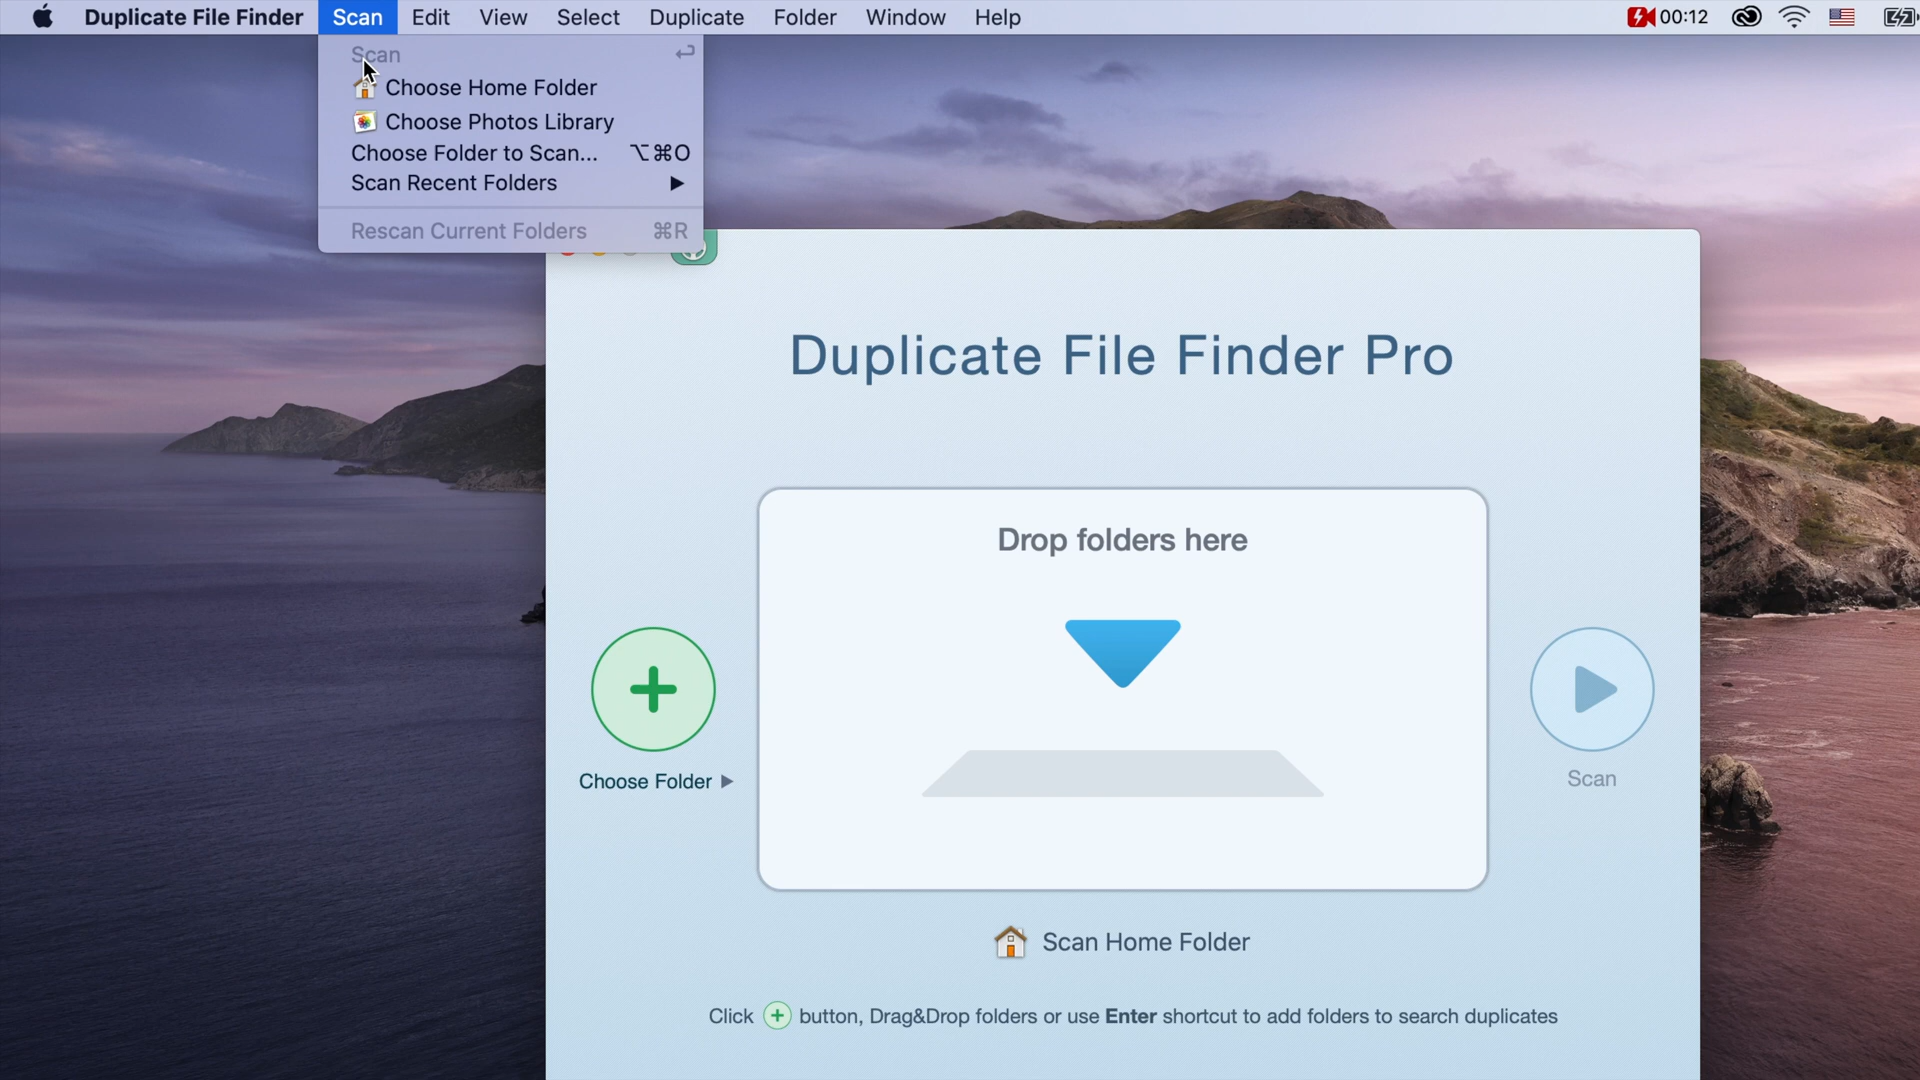 Duplicate File Finder Scan Edit View Select Duplicate Folder Window Help 00:12
Scan ↩
Choose Home Folder
Choose Photos Library
Choose Folder to Scan... ⌥⌘O
Scan Recent Folders ▶
Rescan Current Folders ⌘R
Duplicate File Finder Pro
Drop folders here
Choose Folder ▶
Scan
Scan Home Folder
Click + button, Drag&Drop folders or use Enter shortcut to add folders to search duplicates